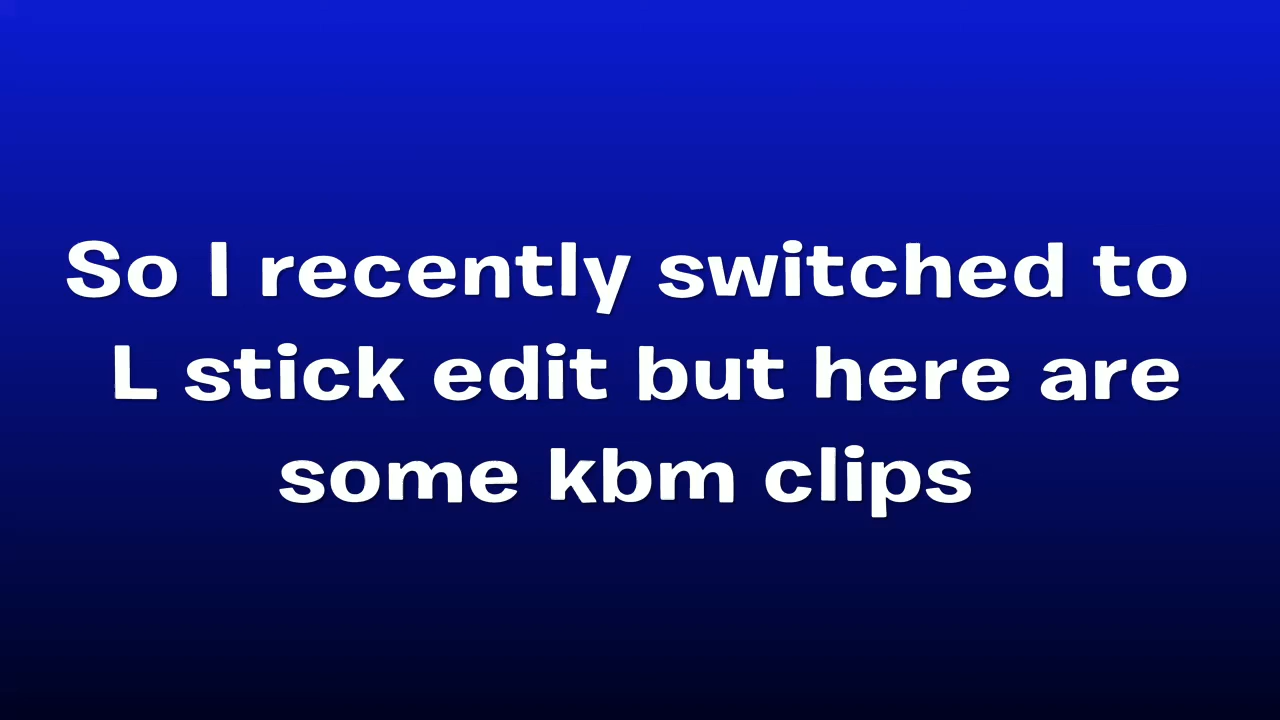 So I recently switched to
L stick edit but here are
some kbm clips